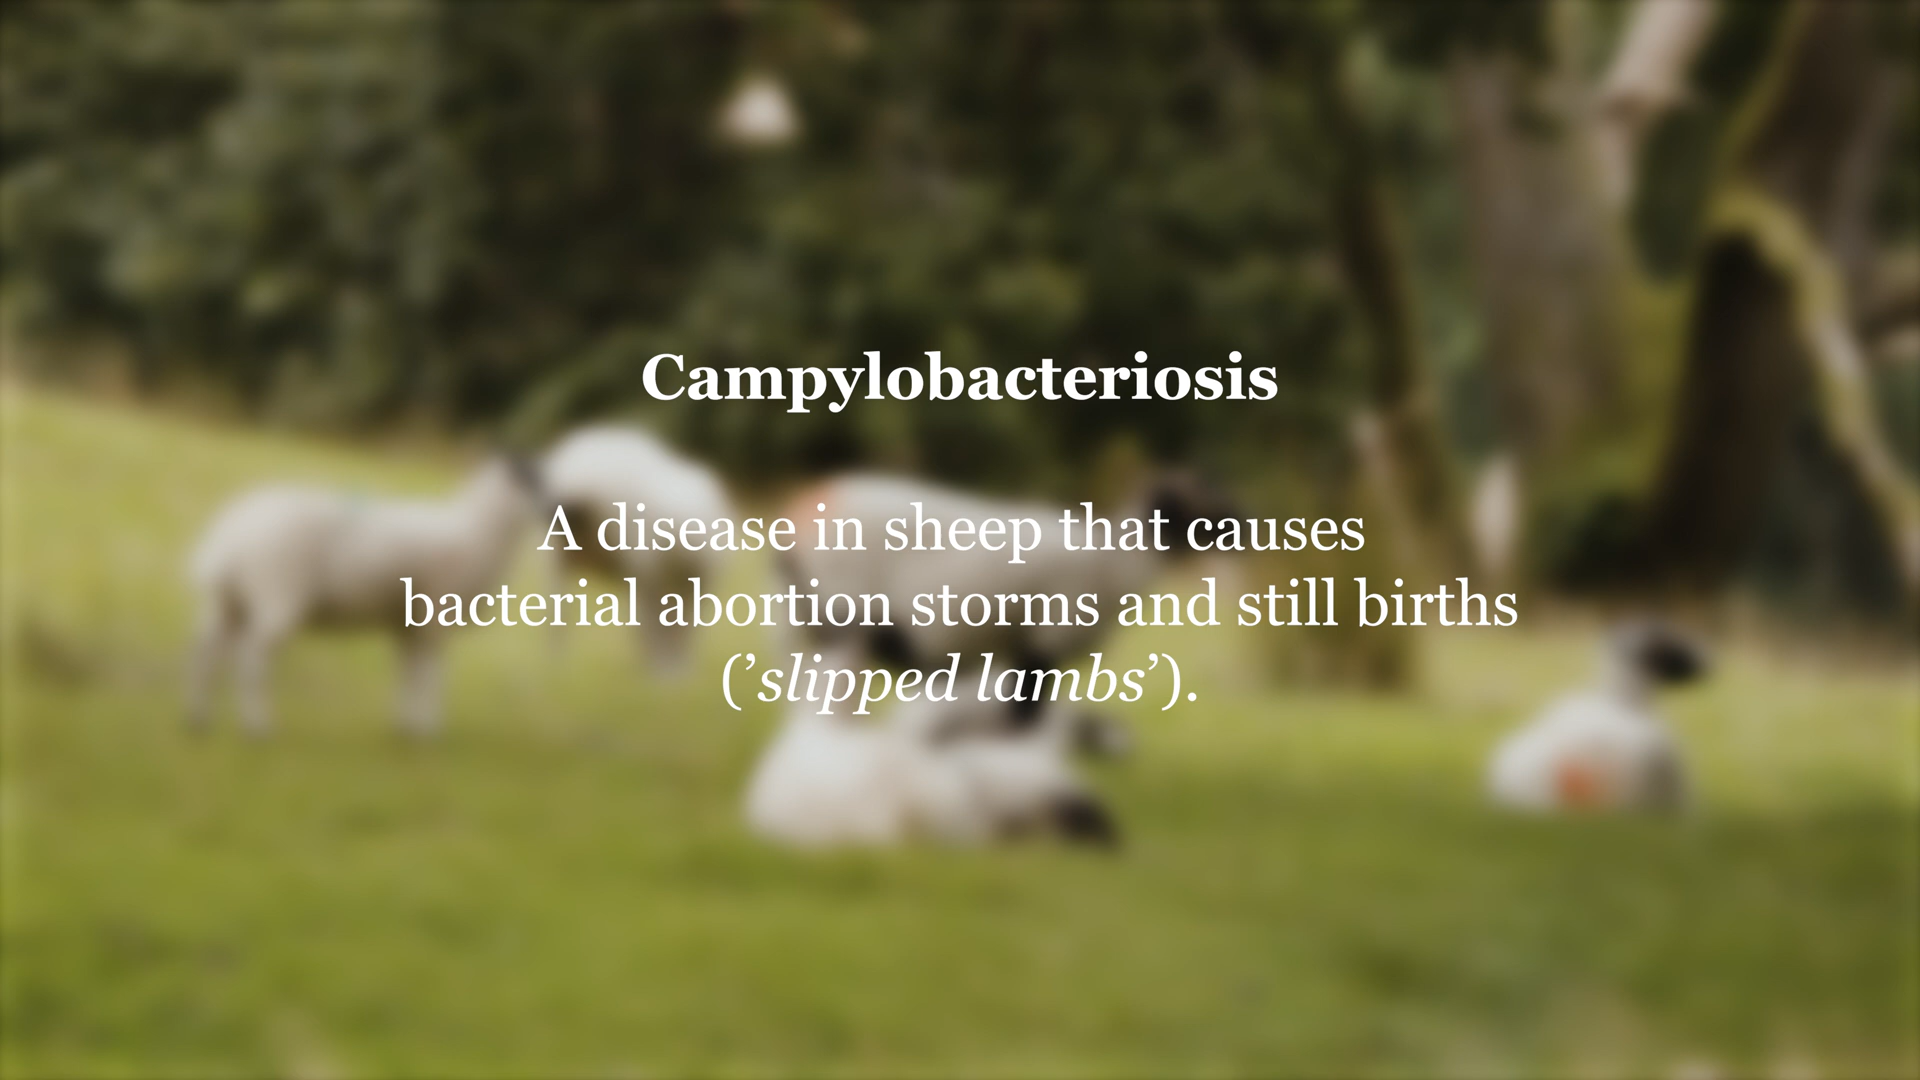 Campylobacteriosis
A disease in sheep that causes
bacterial abortion storms and still births
(’slipped lambs’).